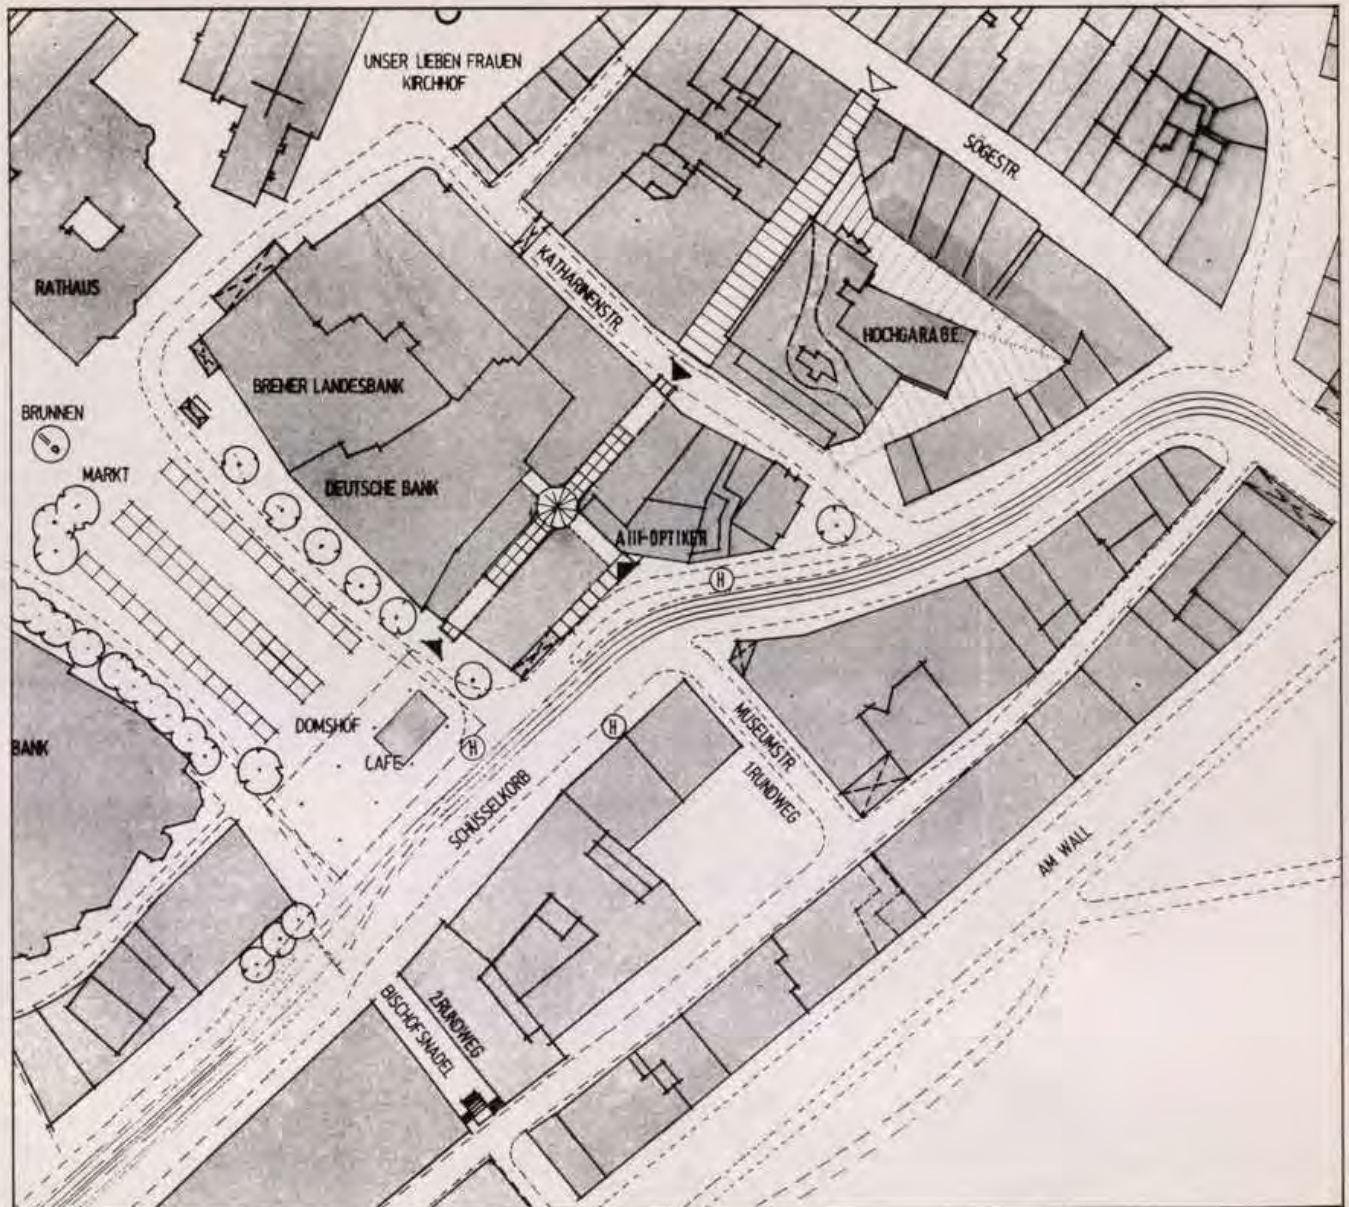 UNSER LIEBEN FRAUEN
KIRCHHOF
SÖGESTR.
RATHAUS
KATHARINENSTR.
HOCHGARAGE
BREMER LANDESBANK
BRUNNEN
MARKT
DEUTSCHE BANK
AIII-OPTIKER
H
MUSEUMSTR.
1.RUNDWEG
DOMSHOF
CAFE
H
H
BANK
SCHÜSSELKORB
AM WALL
2.RUNDWEG
BISCHOFSNADEL